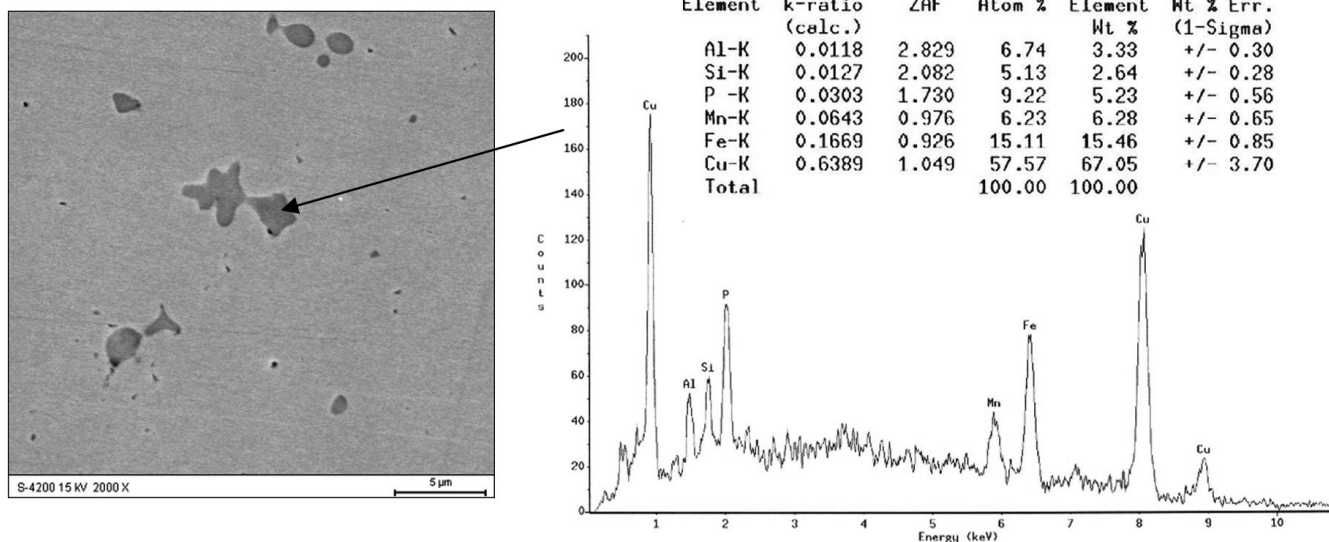 Element k-ratio ZAF Atom % Element Wt % Err.
(calc.) Wt % (1-Sigma)
Al-K 0.0118 2.829 6.74 3.33 +/- 0.30
Si-K 0.0127 2.082 5.13 2.64 +/- 0.28
P -K 0.0303 1.730 9.22 5.23 +/- 0.56
Mn-K 0.0643 0.976 6.23 6.28 +/- 0.65
Fe-K 0.1669 0.926 15.11 15.46 +/- 0.85
Cu-K 0.6389 1.049 57.57 67.05 +/- 3.70
Total 100.00 100.00
200
180
160
140
120
100
80
60
40
20
0
Counts
Cu
Al
Si
P
Mn
Fe
Cu
Cu
1 2 3 4 5 6 7 8 9 10
Energy (keV)
S-4200 15 kV 2000 X
5 µm